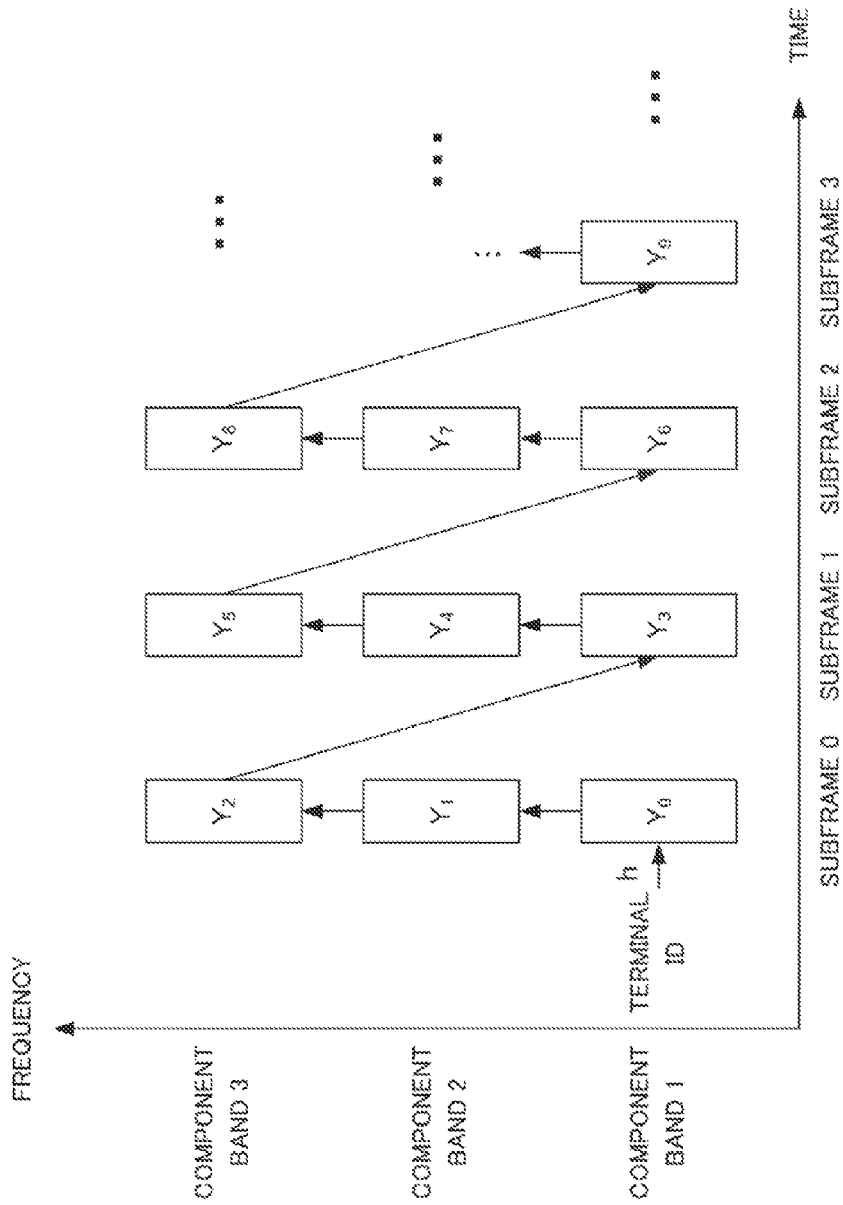 FREQUENCY
COMPONENT
BAND 3
COMPONENT
BAND 2
COMPONENT
BAND 1
Y2
Y5
Y8
Y1
Y4
Y7
TERMINAL
ID
h
Y0
Y3
Y6
Y9
SUBFRAME 0
SUBFRAME 1
SUBFRAME 2
SUBFRAME 3
TIME